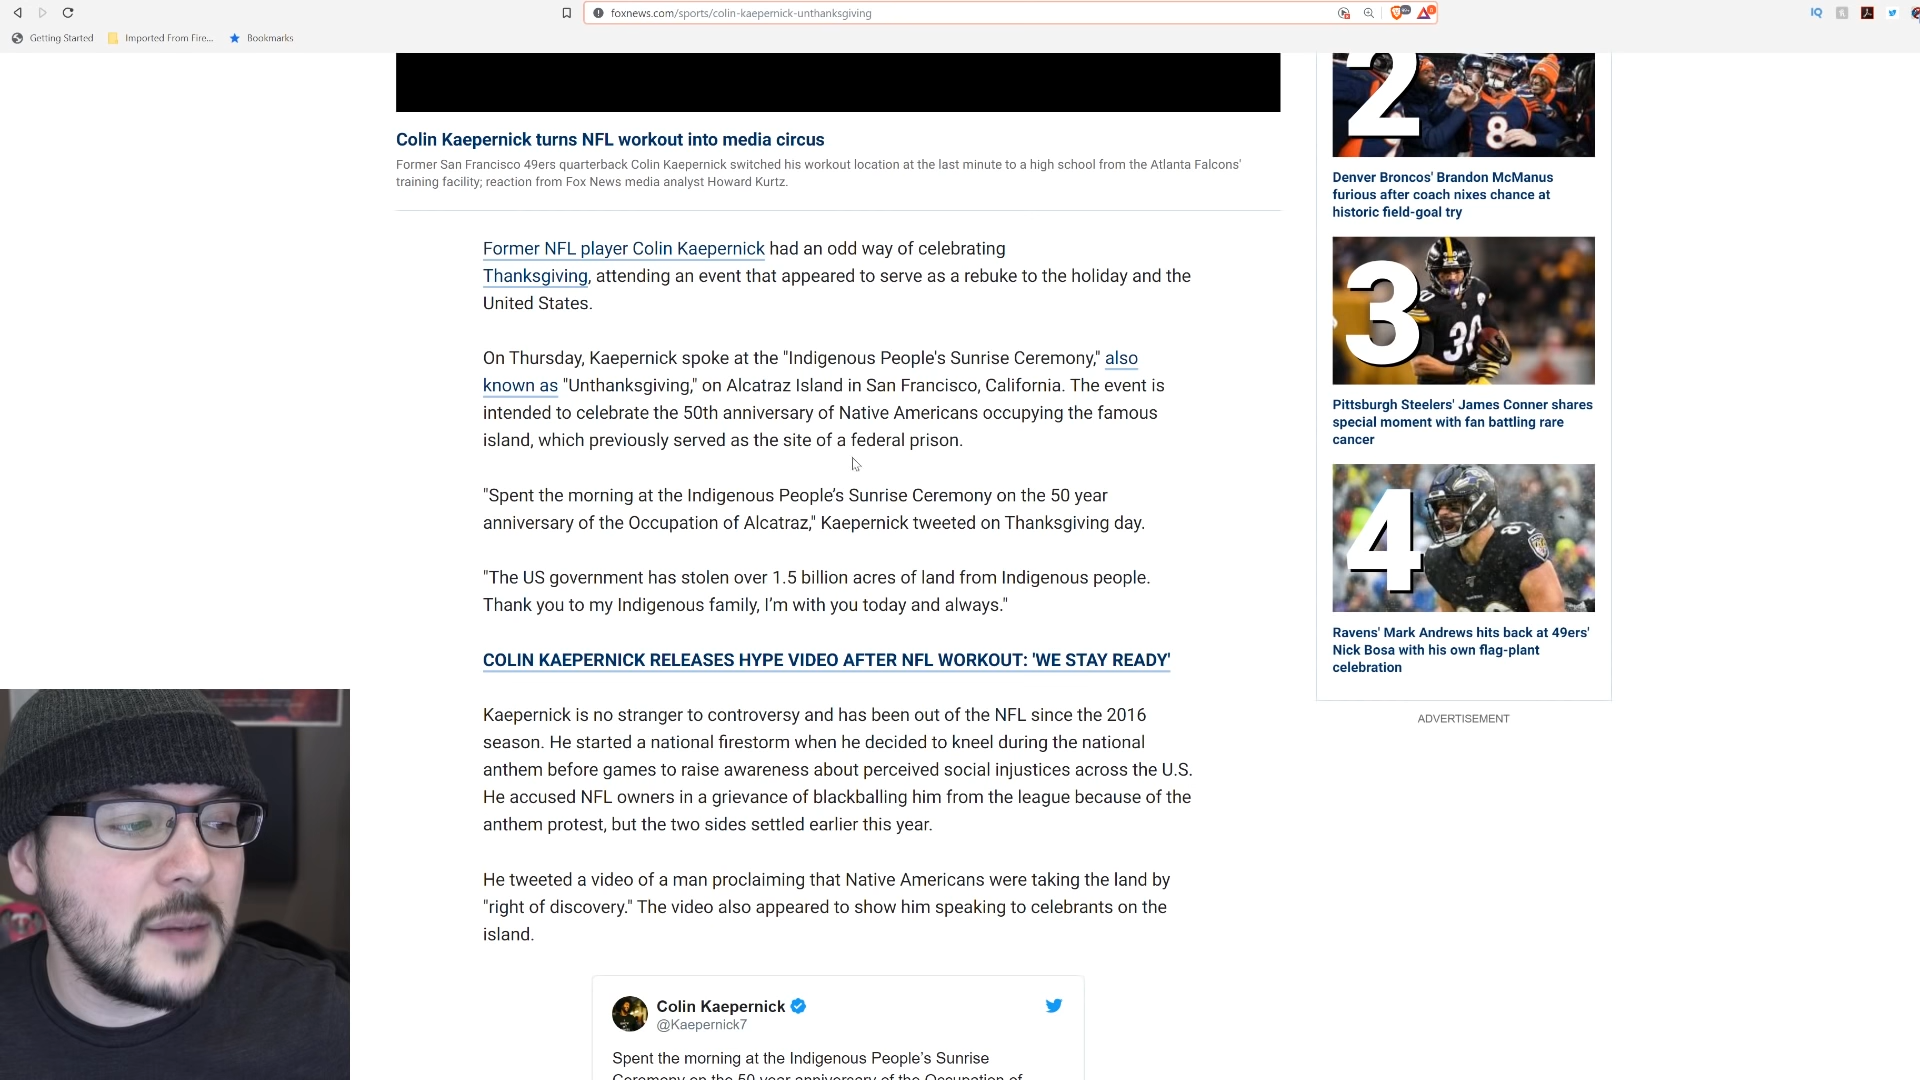 foxnews.com/sports/colin-kaepernick-unthanksgiving
IQ
Getting Started
Imported From Fire...
Bookmarks
Colin Kaepernick turns NFL workout into media circus
Former San Francisco 49ers quarterback Colin Kaepernick switched his workout location at the last minute to a high school from the Atlanta Falcons'
training facility; reaction from Fox News media analyst Howard Kurtz.
Former NFL player Colin Kaepernick had an odd way of celebrating
Thanksgiving, attending an event that appeared to serve as a rebuke to the holiday and the
United States.
On Thursday, Kaepernick spoke at the "Indigenous People's Sunrise Ceremony," also
known as "Unthanksgiving," on Alcatraz Island in San Francisco, California. The event is
intended to celebrate the 50th anniversary of Native Americans occupying the famous
island, which previously served as the site of a federal prison.
"Spent the morning at the Indigenous People’s Sunrise Ceremony on the 50 year
anniversary of the Occupation of Alcatraz," Kaepernick tweeted on Thanksgiving day.
"The US government has stolen over 1.5 billion acres of land from Indigenous people.
Thank you to my Indigenous family, I’m with you today and always."
COLIN KAEPERNICK RELEASES HYPE VIDEO AFTER NFL WORKOUT: 'WE STAY READY'
Kaepernick is no stranger to controversy and has been out of the NFL since the 2016
season. He started a national firestorm when he decided to kneel during the national
anthem before games to raise awareness about perceived social injustices across the U.S.
He accused NFL owners in a grievance of blackballing him from the league because of the
anthem protest, but the two sides settled earlier this year.
He tweeted a video of a man proclaiming that Native Americans were taking the land by
"right of discovery." The video also appeared to show him speaking to celebrants on the
island.
Colin Kaepernick
@Kaepernick7
Spent the morning at the Indigenous People’s Sunrise
Ceremony on the 50 year anniversary of the Occupation of
2
8
Denver Broncos' Brandon McManus
furious after coach nixes chance at
historic field-goal try
3
30
Pittsburgh Steelers' James Conner shares
special moment with fan battling rare
cancer
4
Ravens' Mark Andrews hits back at 49ers'
Nick Bosa with his own flag-plant
celebration
ADVERTISEMENT